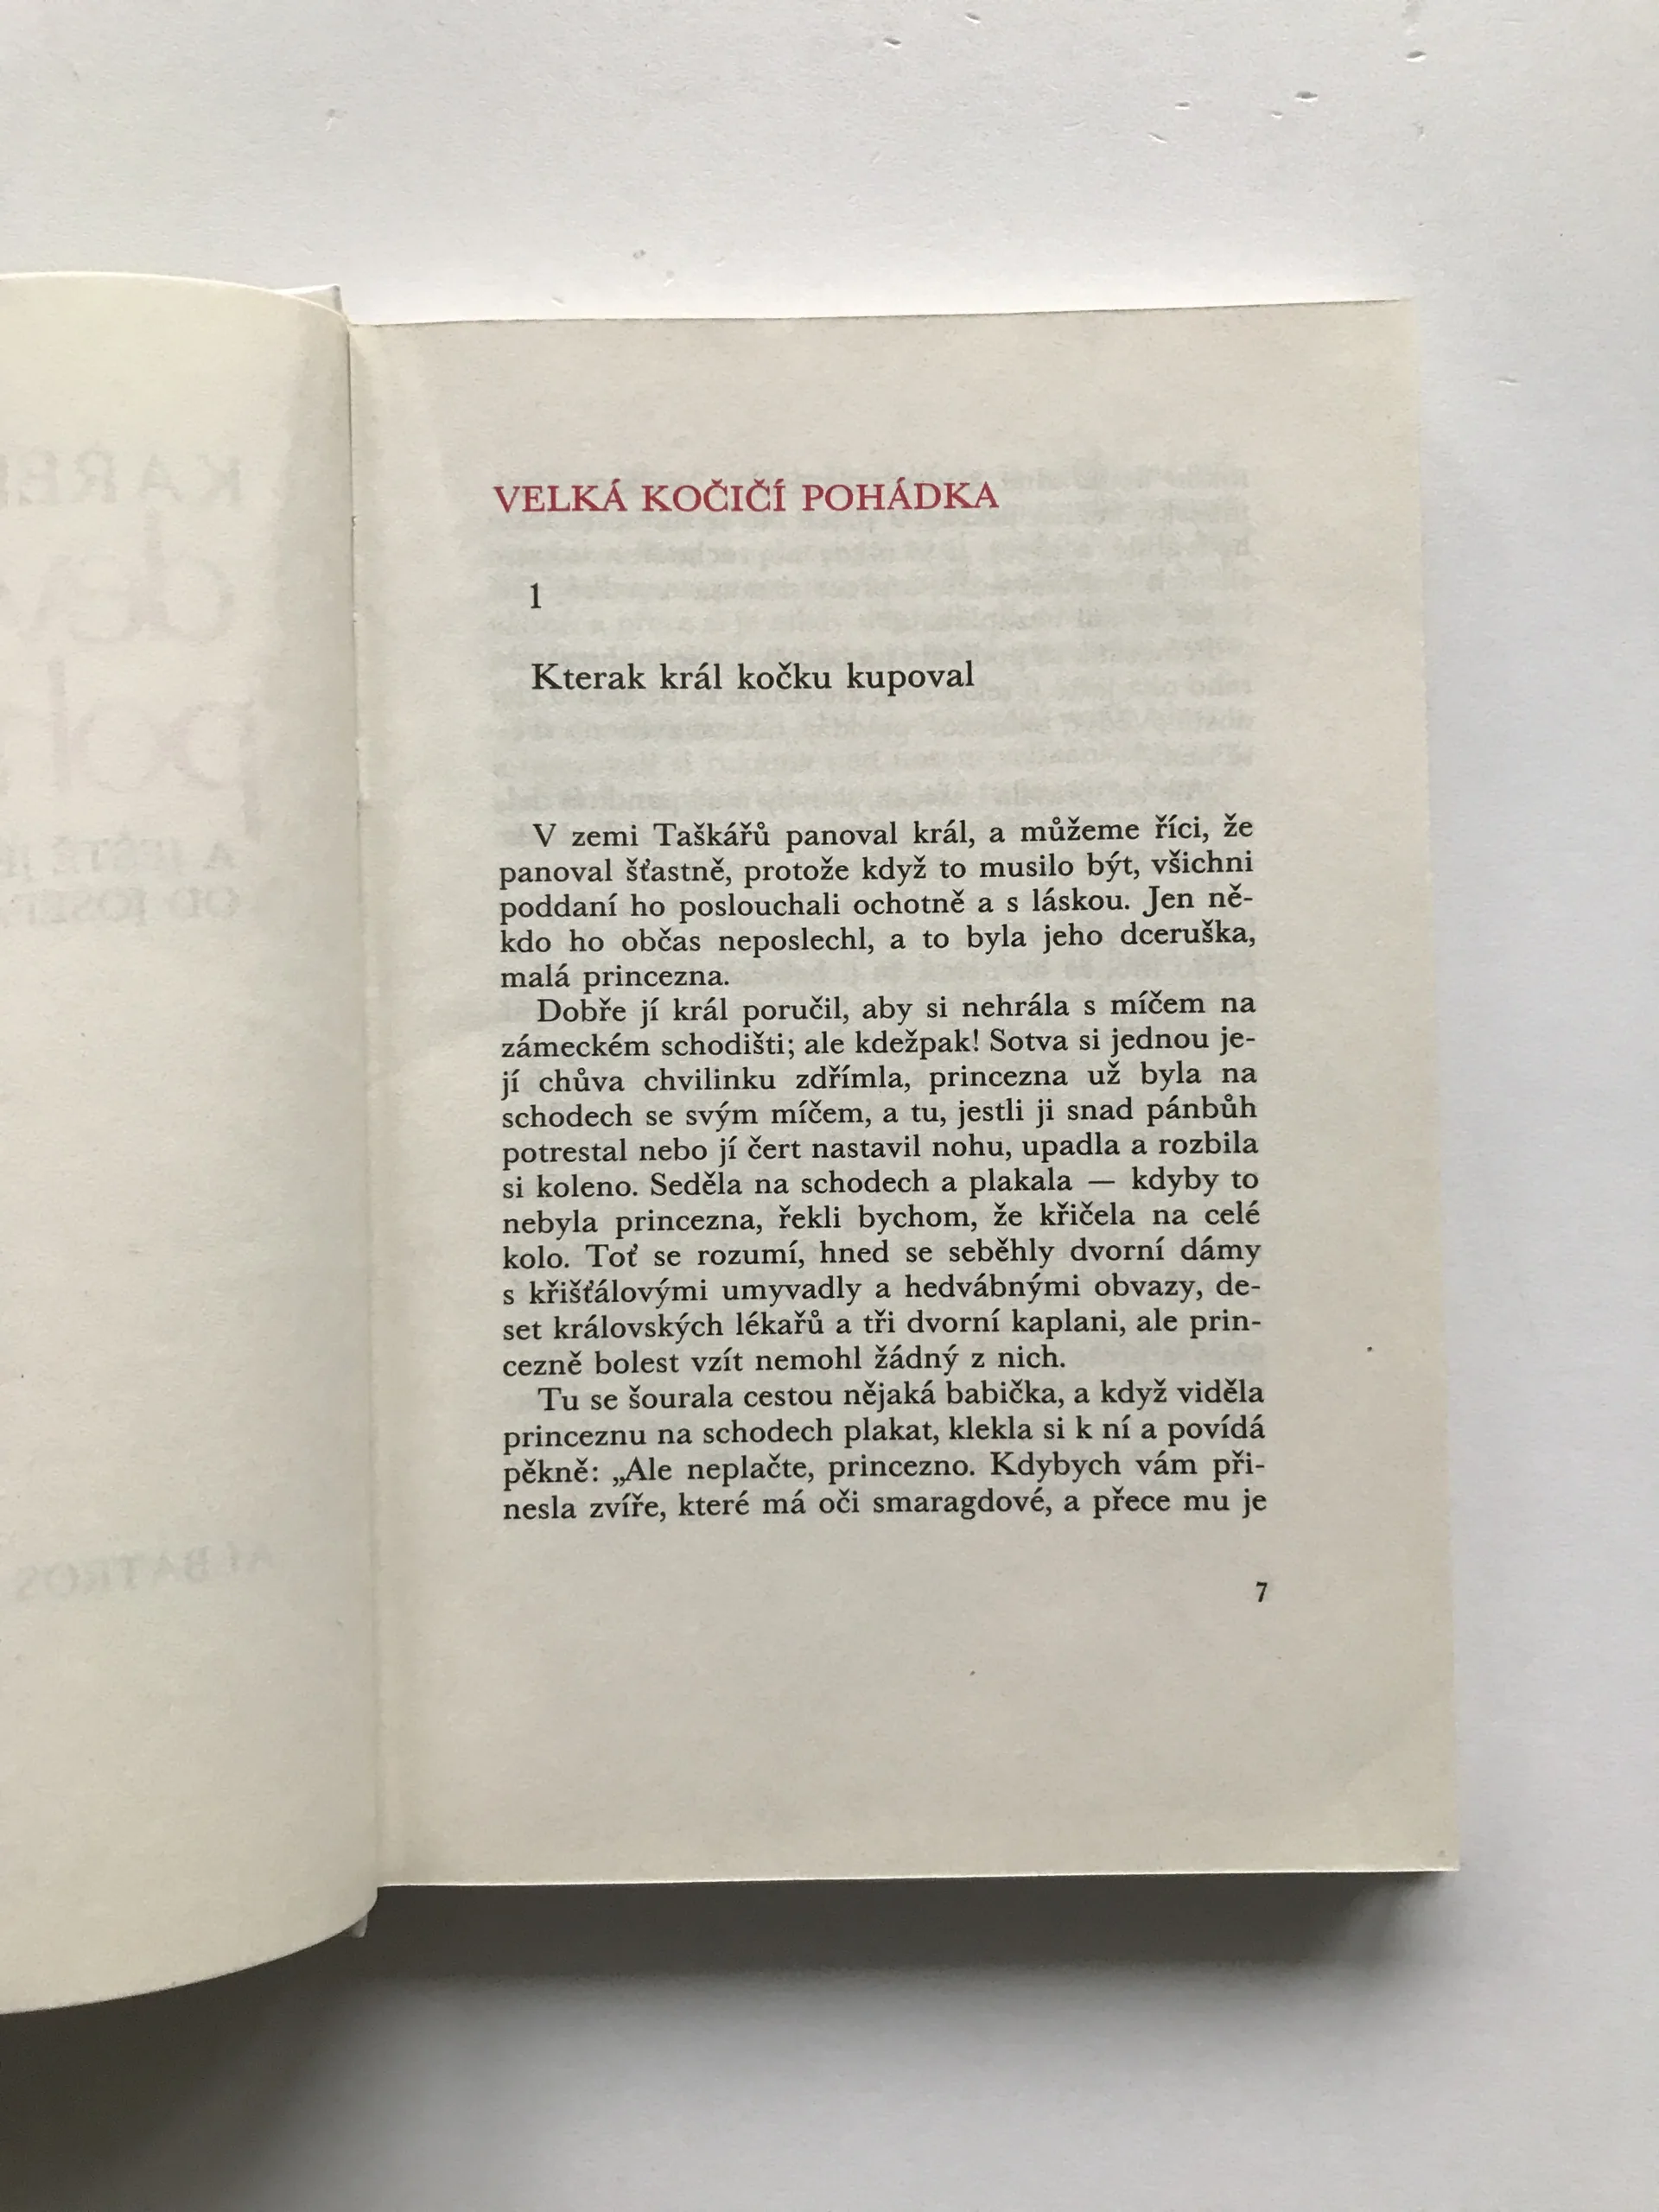 VELKÁ KOČIČÍ POHÁDKA
1
Kterak král kočku kupoval
V zemi Taškářů panoval král, a můžeme říci, že
panoval šťastně, protože když to musilo být, všichni
poddaní ho poslouchali ochotně a s láskou. Jen ně-
kdo ho občas neposlechl, a to byla jeho dceruška,
malá princezna.
Dobře jí král poručil, aby si nehrála s míčem na
zámeckém schodišti; ale kdežpak! Sotva si jednou je-
jí chůva chvilinku zdřímla, princezna už byla na
schodech se svým míčem, a tu, jestli ji snad pánbůh
potrestal nebo jí čert nastavil nohu, upadla a rozbila
si koleno. Seděla na schodech a plakala — kdyby to
nebyla princezna, řekli bychom, že křičela na celé
kolo. Toť se rozumí, hned se seběhly dvorní dámy
s křišťálovými umyvadly a hedvábnými obvazy, de-
set královských lékařů a tři dvorní kaplani, ale prin-
cezně bolest vzít nemohl žádný z nich.
Tu se šourala cestou nějaká babička, a když viděla
princeznu na schodech plakat, klekla si k ní a povídá
pěkně: „Ale neplačte, princezno. Kdybych vám při-
nesla zvíře, které má oči smaragdové, a přece mu je
7